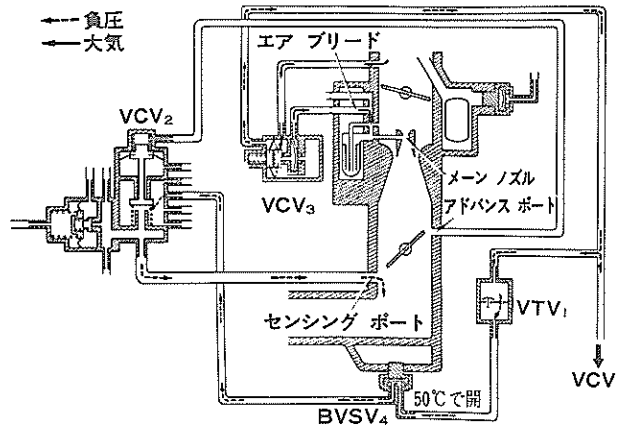 負圧
大気
エア ブリード
VCV₂
VCV₃
メーン ノズル
アドバンス ポート
センシング ポート
VTV₁
VCV
50℃で開
BVSV₄